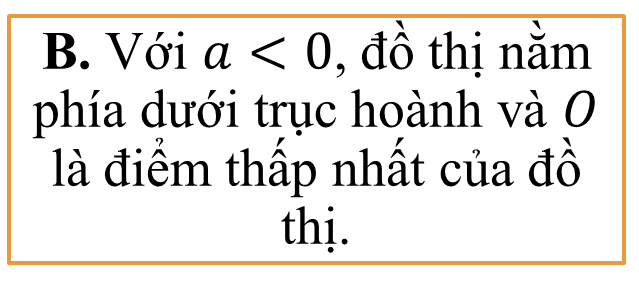 B. Với a < 0, đồ thị nằm
phía dưới trục hoành và O
là điểm thấp nhất của đồ
thị.